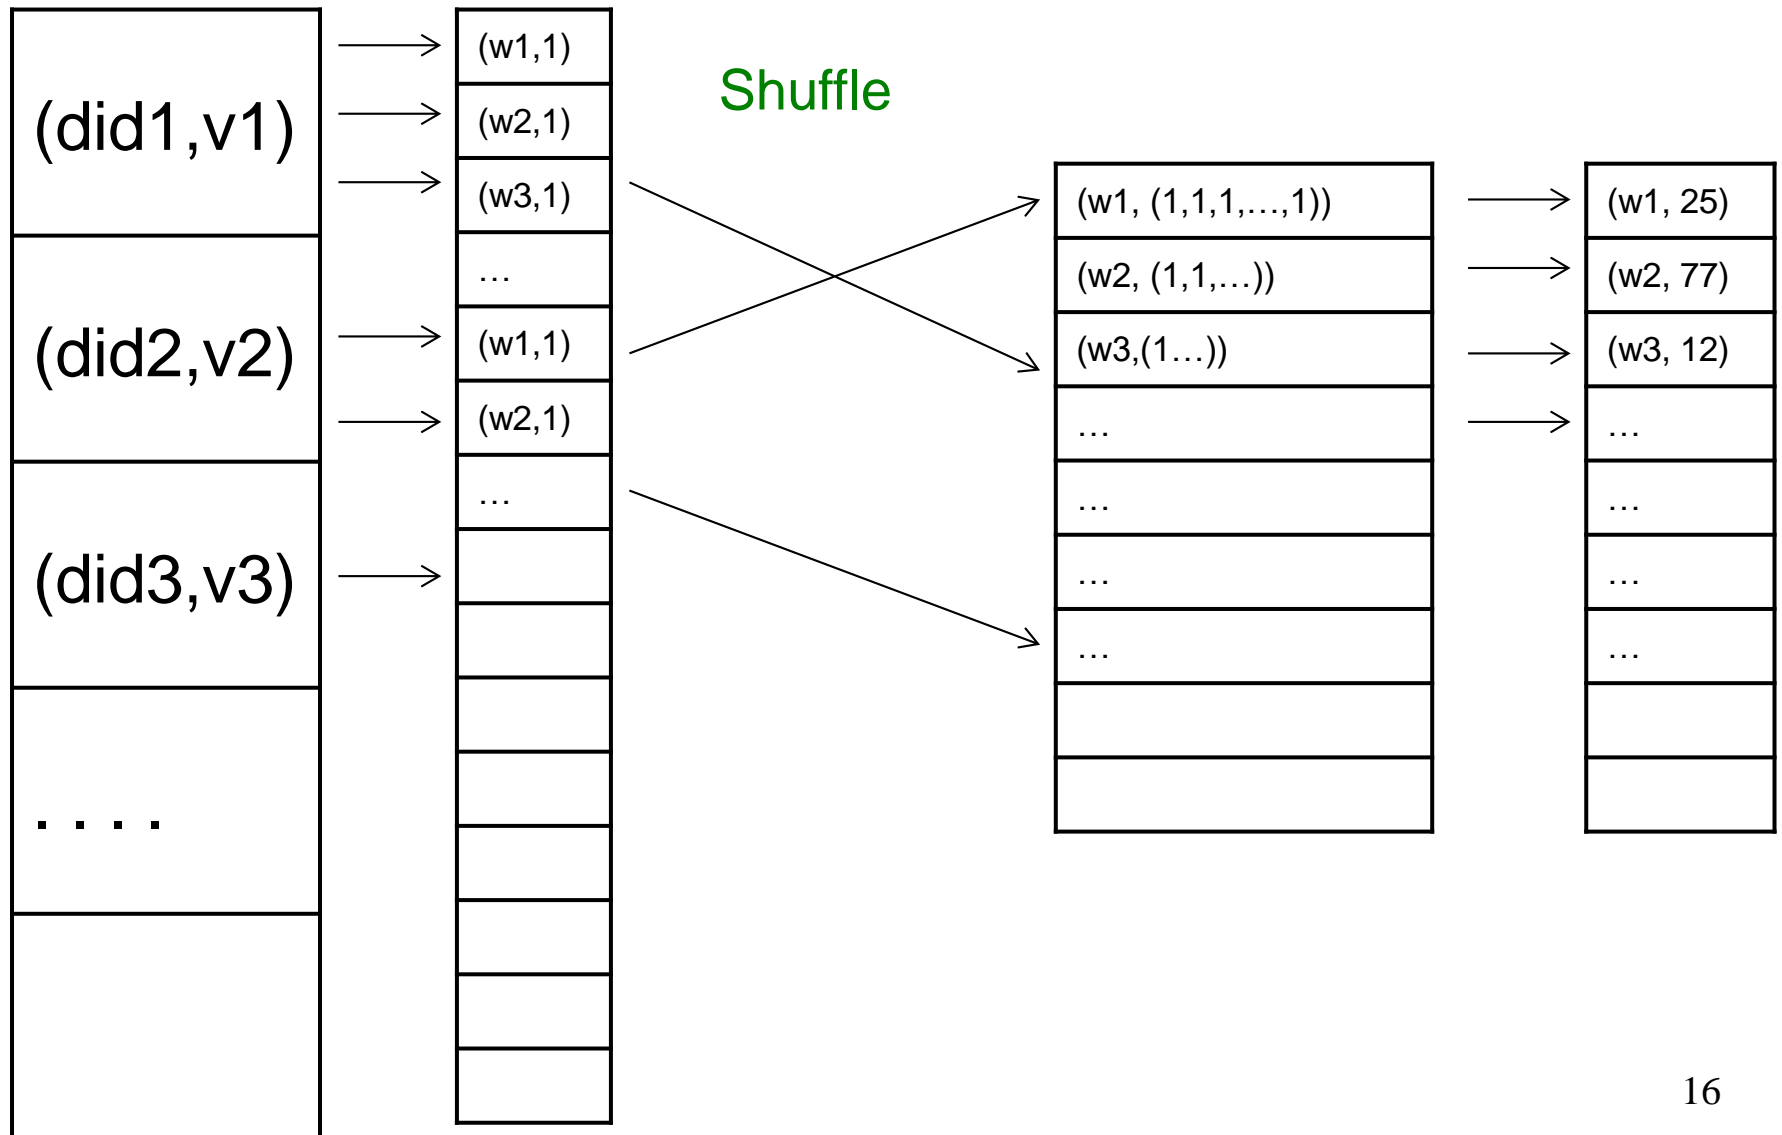 (did1,v1)
(did2,v2)
(did3,v3)
. . . .
(w1,1)
(w2,1)
(w3,1)
…
(w1,1)
(w2,1)
…
Shuffle
(w1, (1,1,1,…,1))
(w2, (1,1,…))
(w3,(1…))
…
…
…
…
(w1, 25)
(w2, 77)
(w3, 12)
…
…
…
…
16